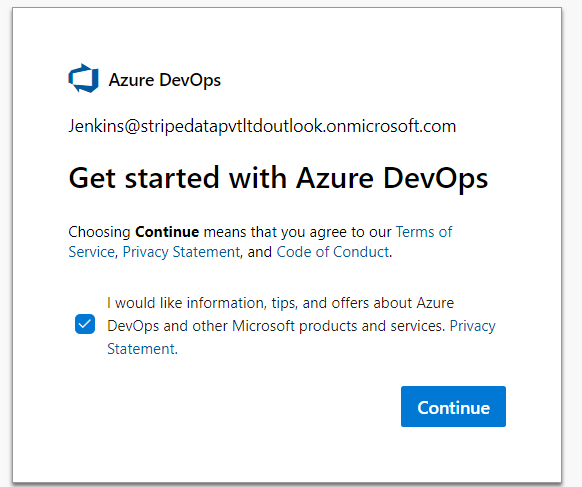 Azure DevOps
Jenkins@stripedatapvtltdoutlook.onmicrosoft.com
Get started with Azure DevOps
Choosing Continue means that you agree to our Terms of
Service, Privacy Statement, and Code of Conduct.
I would like information, tips, and offers about Azure
DevOps and other Microsoft products and services. Privacy
Statement.
Continue